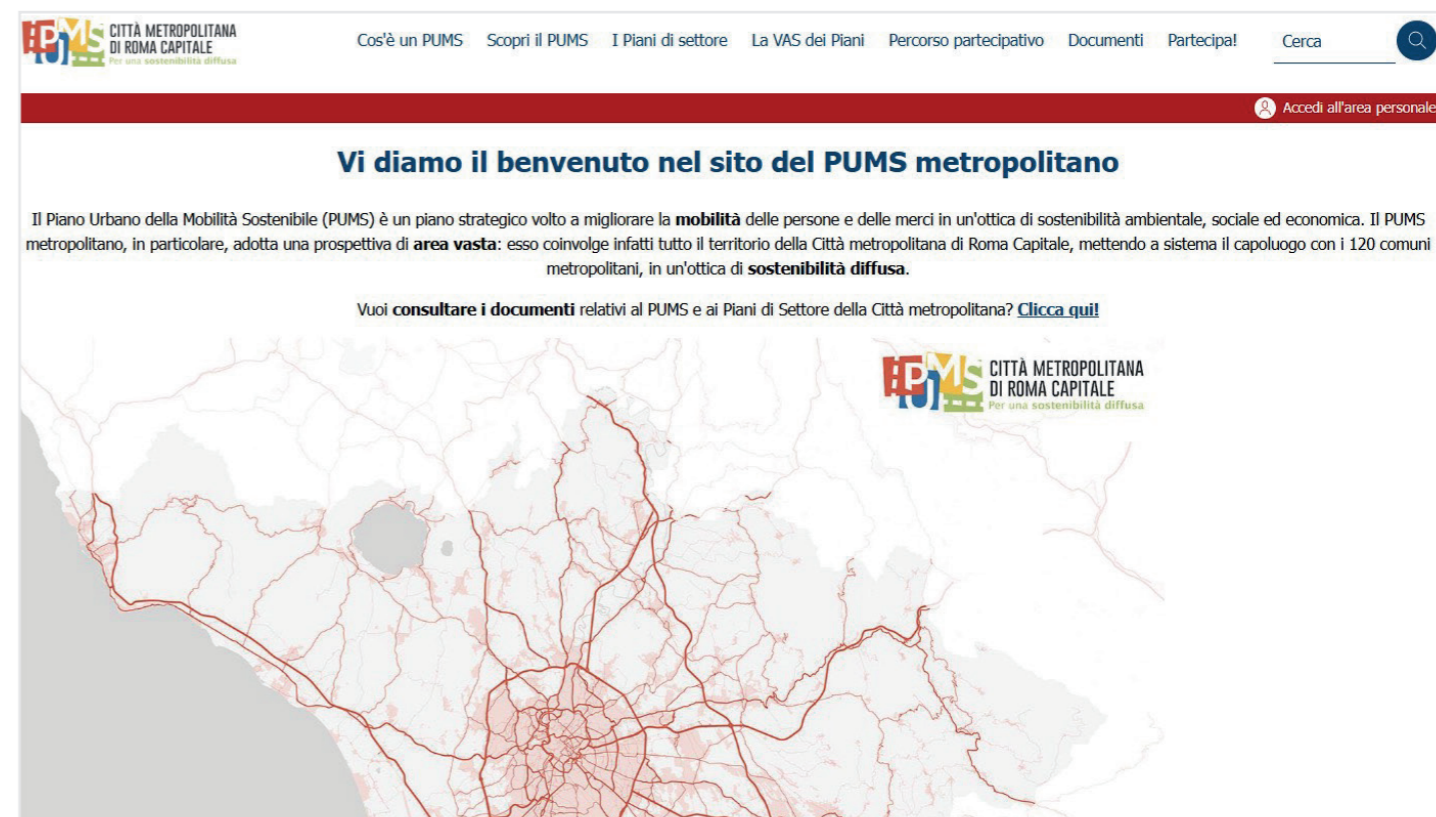 PUMS
CITTÀ METROPOLITANA
DI ROMA CAPITALE
Per una sostenibilità diffusa
Cos'è un PUMS Scopri il PUMS I Piani di settore La VAS dei Piani Percorso partecipativo Documenti Partecipa! Cerca
Accedi all'area personale
Vi diamo il benvenuto nel sito del PUMS metropolitano
Il Piano Urbano della Mobilità Sostenibile (PUMS) è un piano strategico volto a migliorare la mobilità delle persone e delle merci in un'ottica di sostenibilità ambientale, sociale ed economica. Il PUMS
metropolitano, in particolare, adotta una prospettiva di area vasta: esso coinvolge infatti tutto il territorio della Città metropolitana di Roma Capitale, mettendo a sistema il capoluogo con i 120 comuni
metropolitani, in un'ottica di sostenibilità diffusa.
Vuoi consultare i documenti relativi al PUMS e ai Piani di Settore della Città metropolitana? Clicca qui!
PUMS
CITTÀ METROPOLITANA
DI ROMA CAPITALE
Per una sostenibilità diffusa